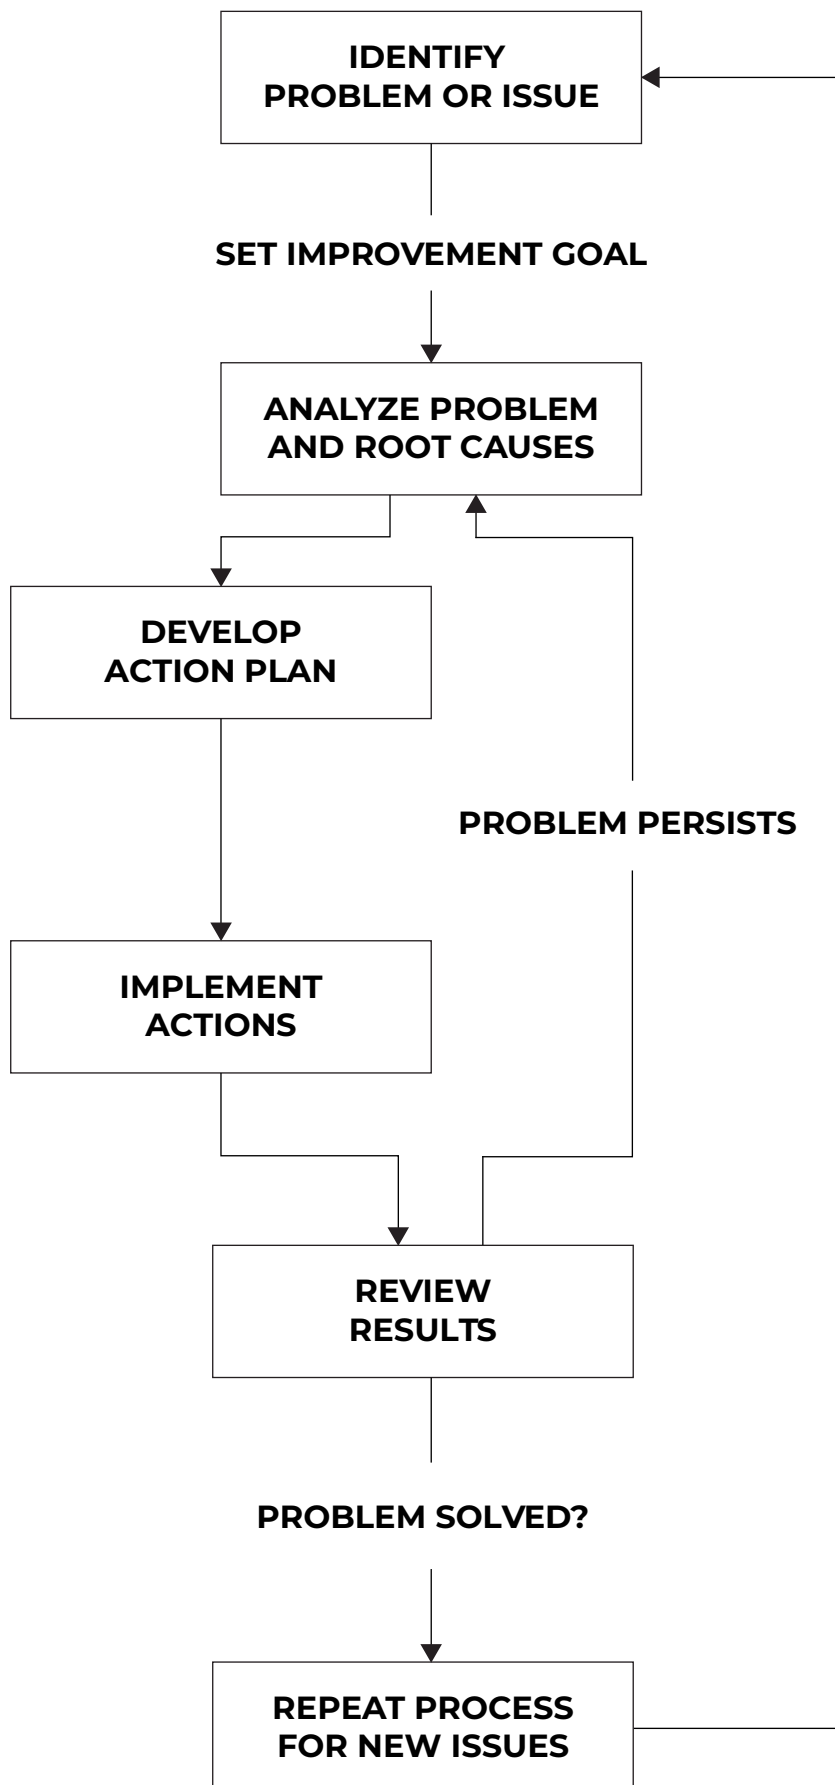 IDENTIFY
PROBLEM OR ISSUE
SET IMPROVEMENT GOAL
ANALYZE PROBLEM
AND ROOT CAUSES
DEVELOP
ACTION PLAN
PROBLEM PERSISTS
IMPLEMENT
ACTIONS
REVIEW
RESULTS
PROBLEM SOLVED?
REPEAT PROCESS
FOR NEW ISSUES